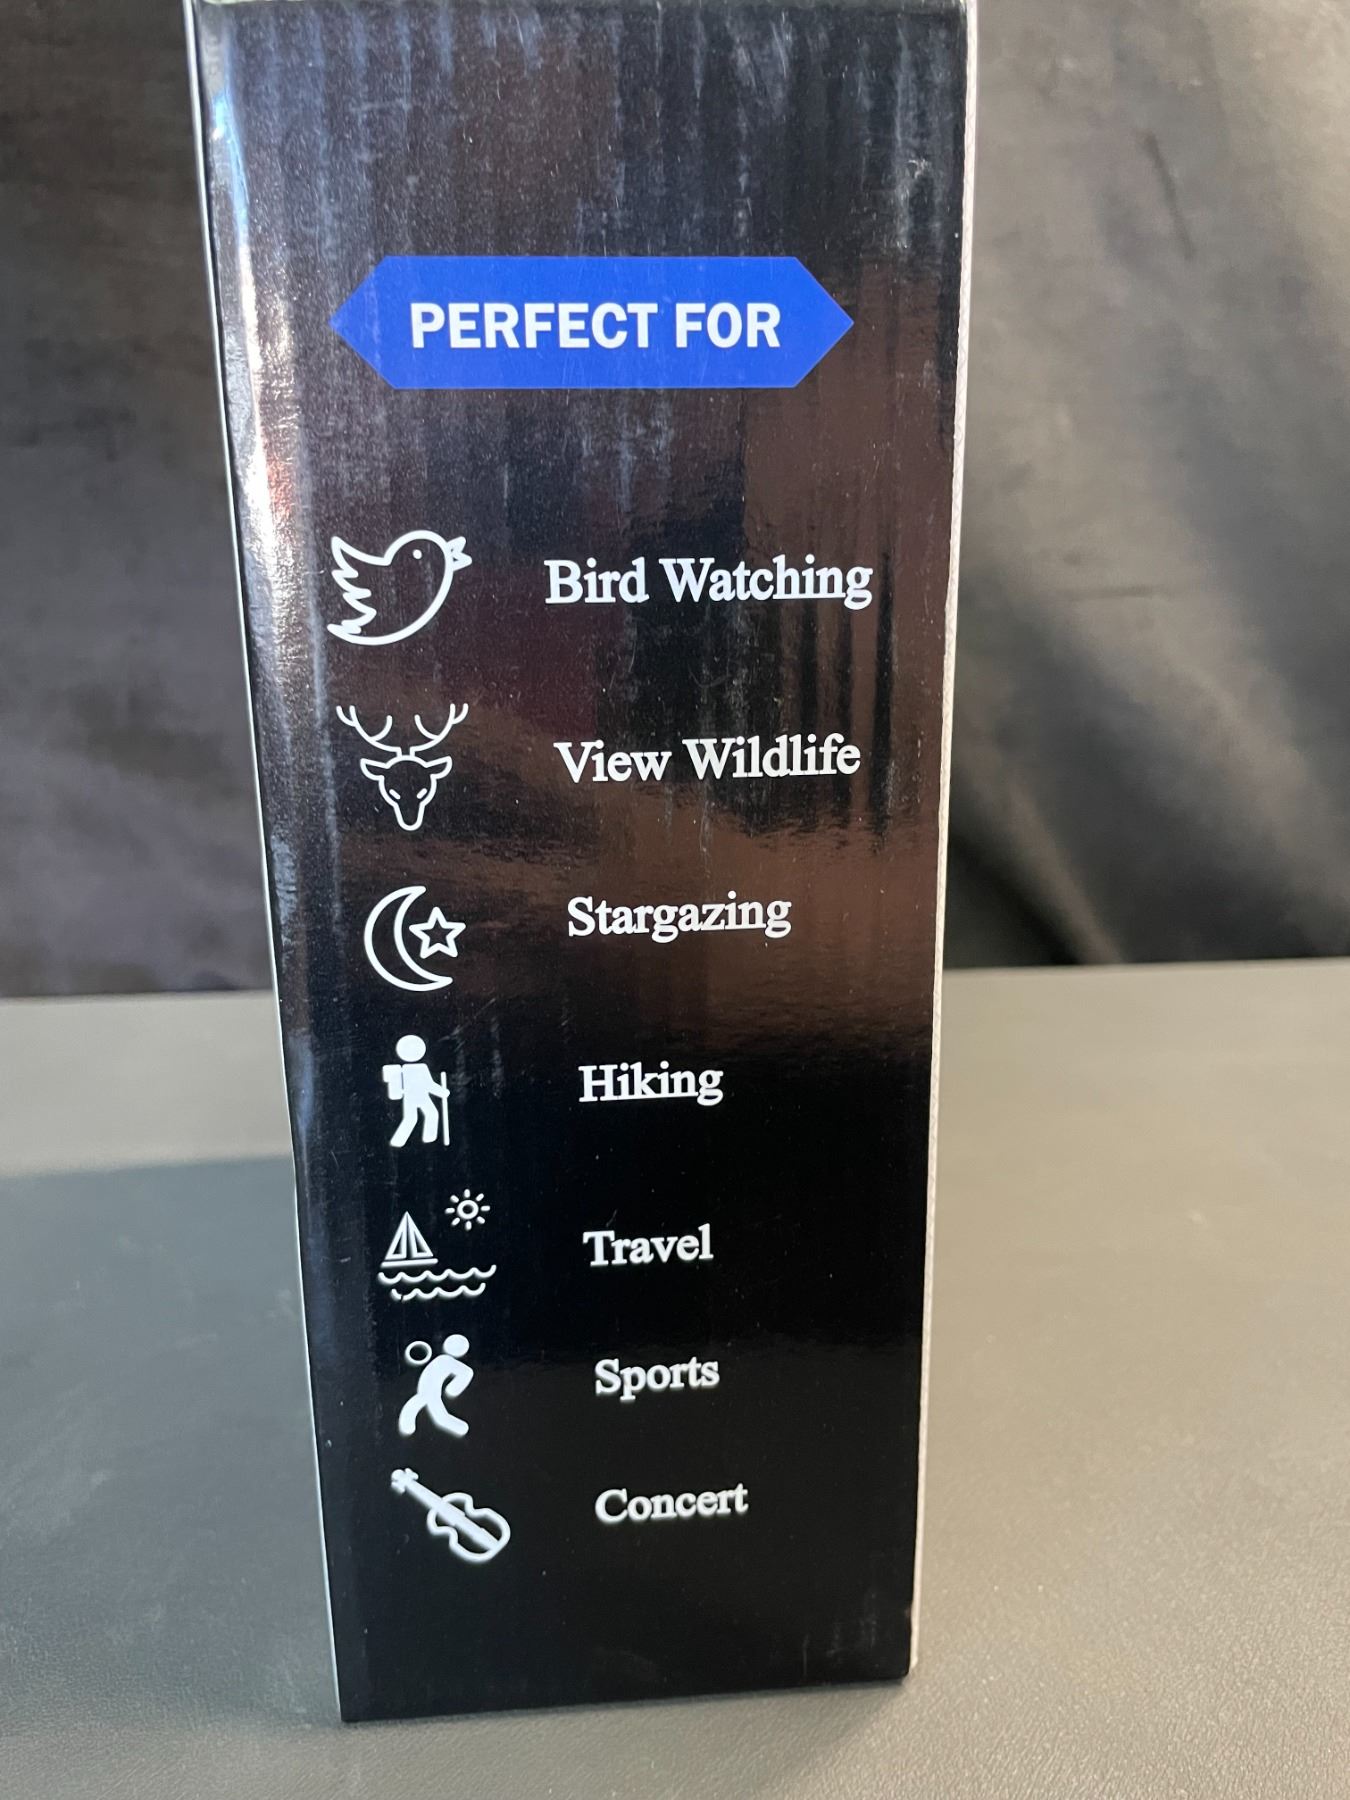 PERFECT FOR
Bird Watching
View Wildlife
Stargazing
Hiking
Travel
Sports
Concert